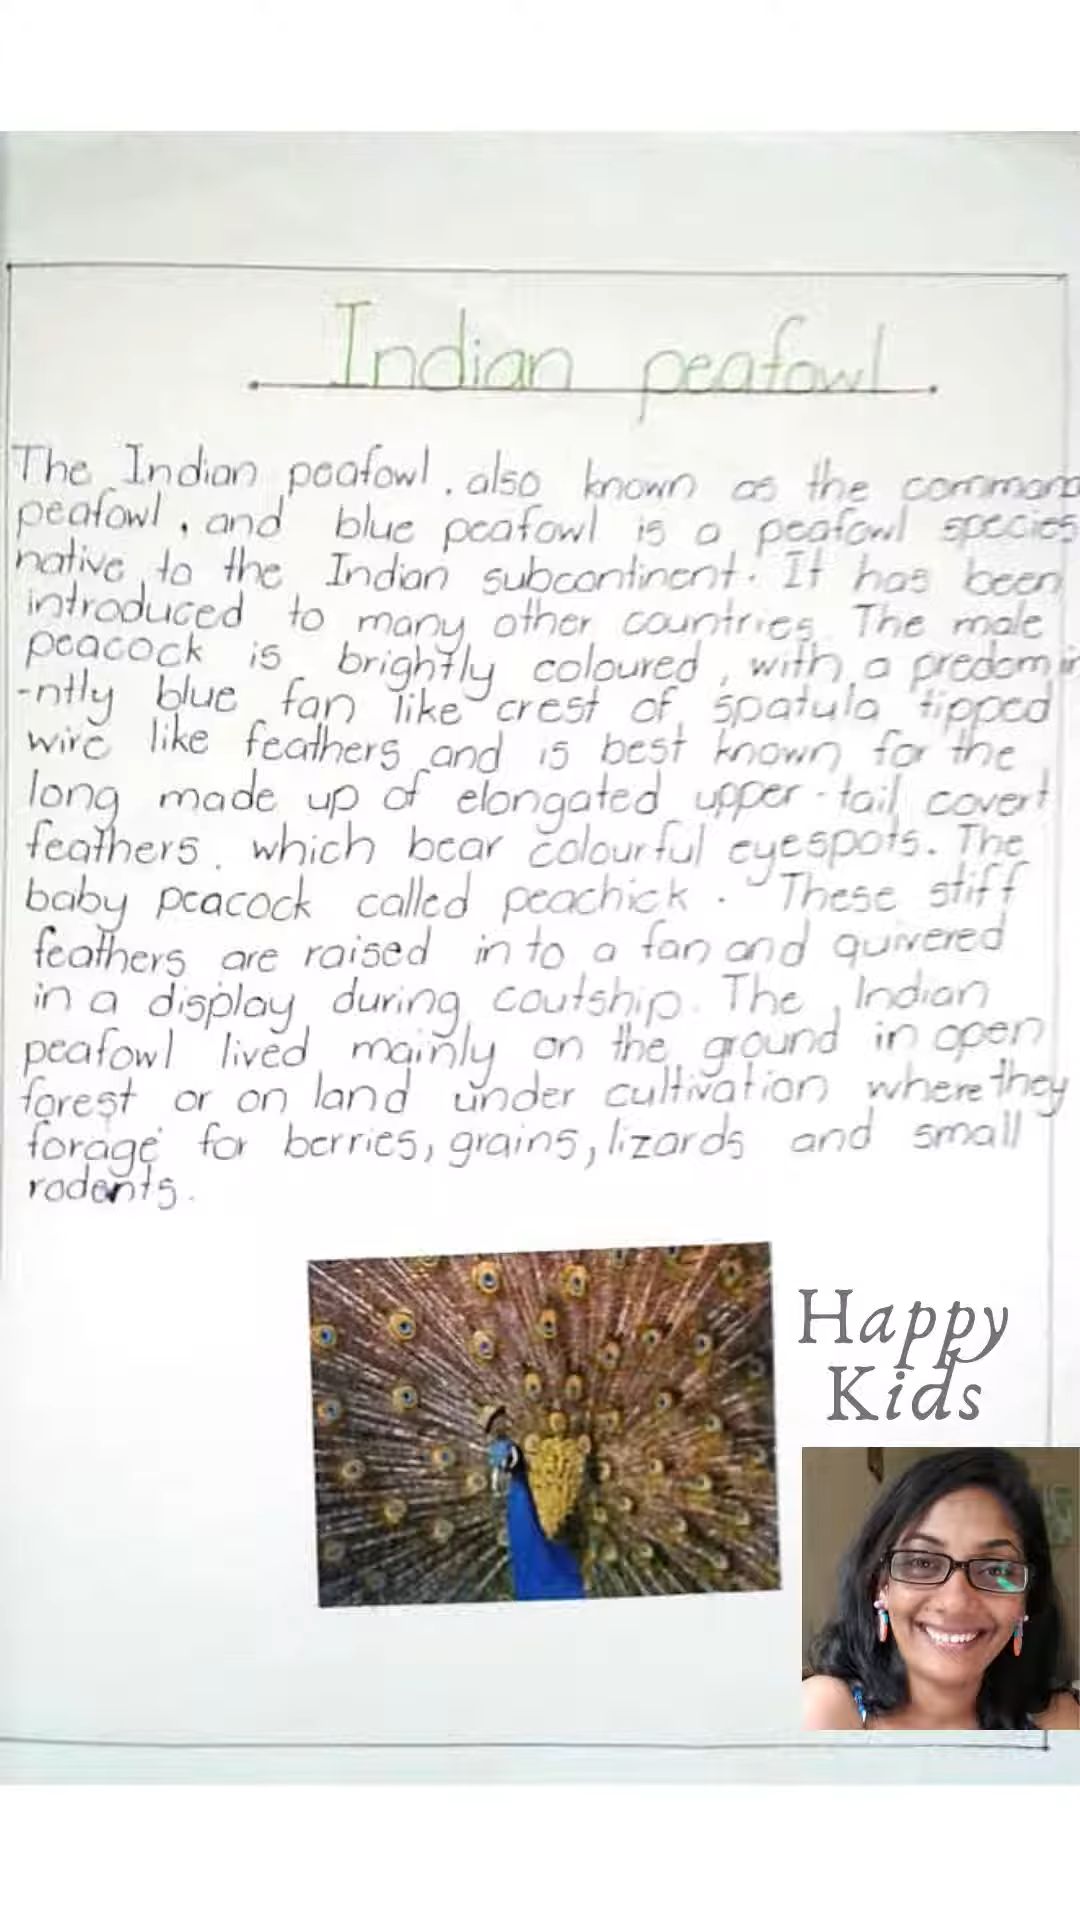 Indian peafowl
The Indian peafowl, also known as the command
peafowl, and blue peafowl is a peafowl species
native to the Indian subcontinent. It has been
introduced to many other countries. The male
peacock is brightly coloured, with a predomin
-ntly blue fan like crest of spatula tipped
wire like feathers and is best known for the
long made up of elongated upper-tail covert
feathers, which bear colourful eyespots. The
baby peacock called peachick. These stiff
feathers are raised in to a fan and quivered
in a display during coutship. The Indian
peafowl lived mainly on the ground in open
forest or on land under cultivation where they
forage for berries, grains, lizards and small
rodents.
Happy
Kids